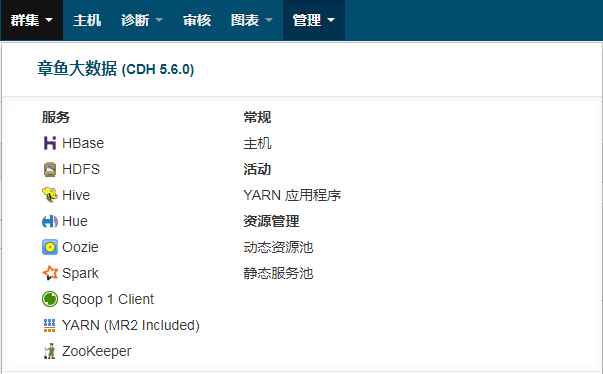 群集 主机 诊断 审核 图表 管理
章鱼大数据 (CDH 5.6.0)
服务
HBase
HDFS
Hive
Hue
Oozie
Spark
Sqoop 1 Client
YARN (MR2 Included)
ZooKeeper
常规
主机
活动
YARN 应用程序
资源管理
动态资源池
静态服务池